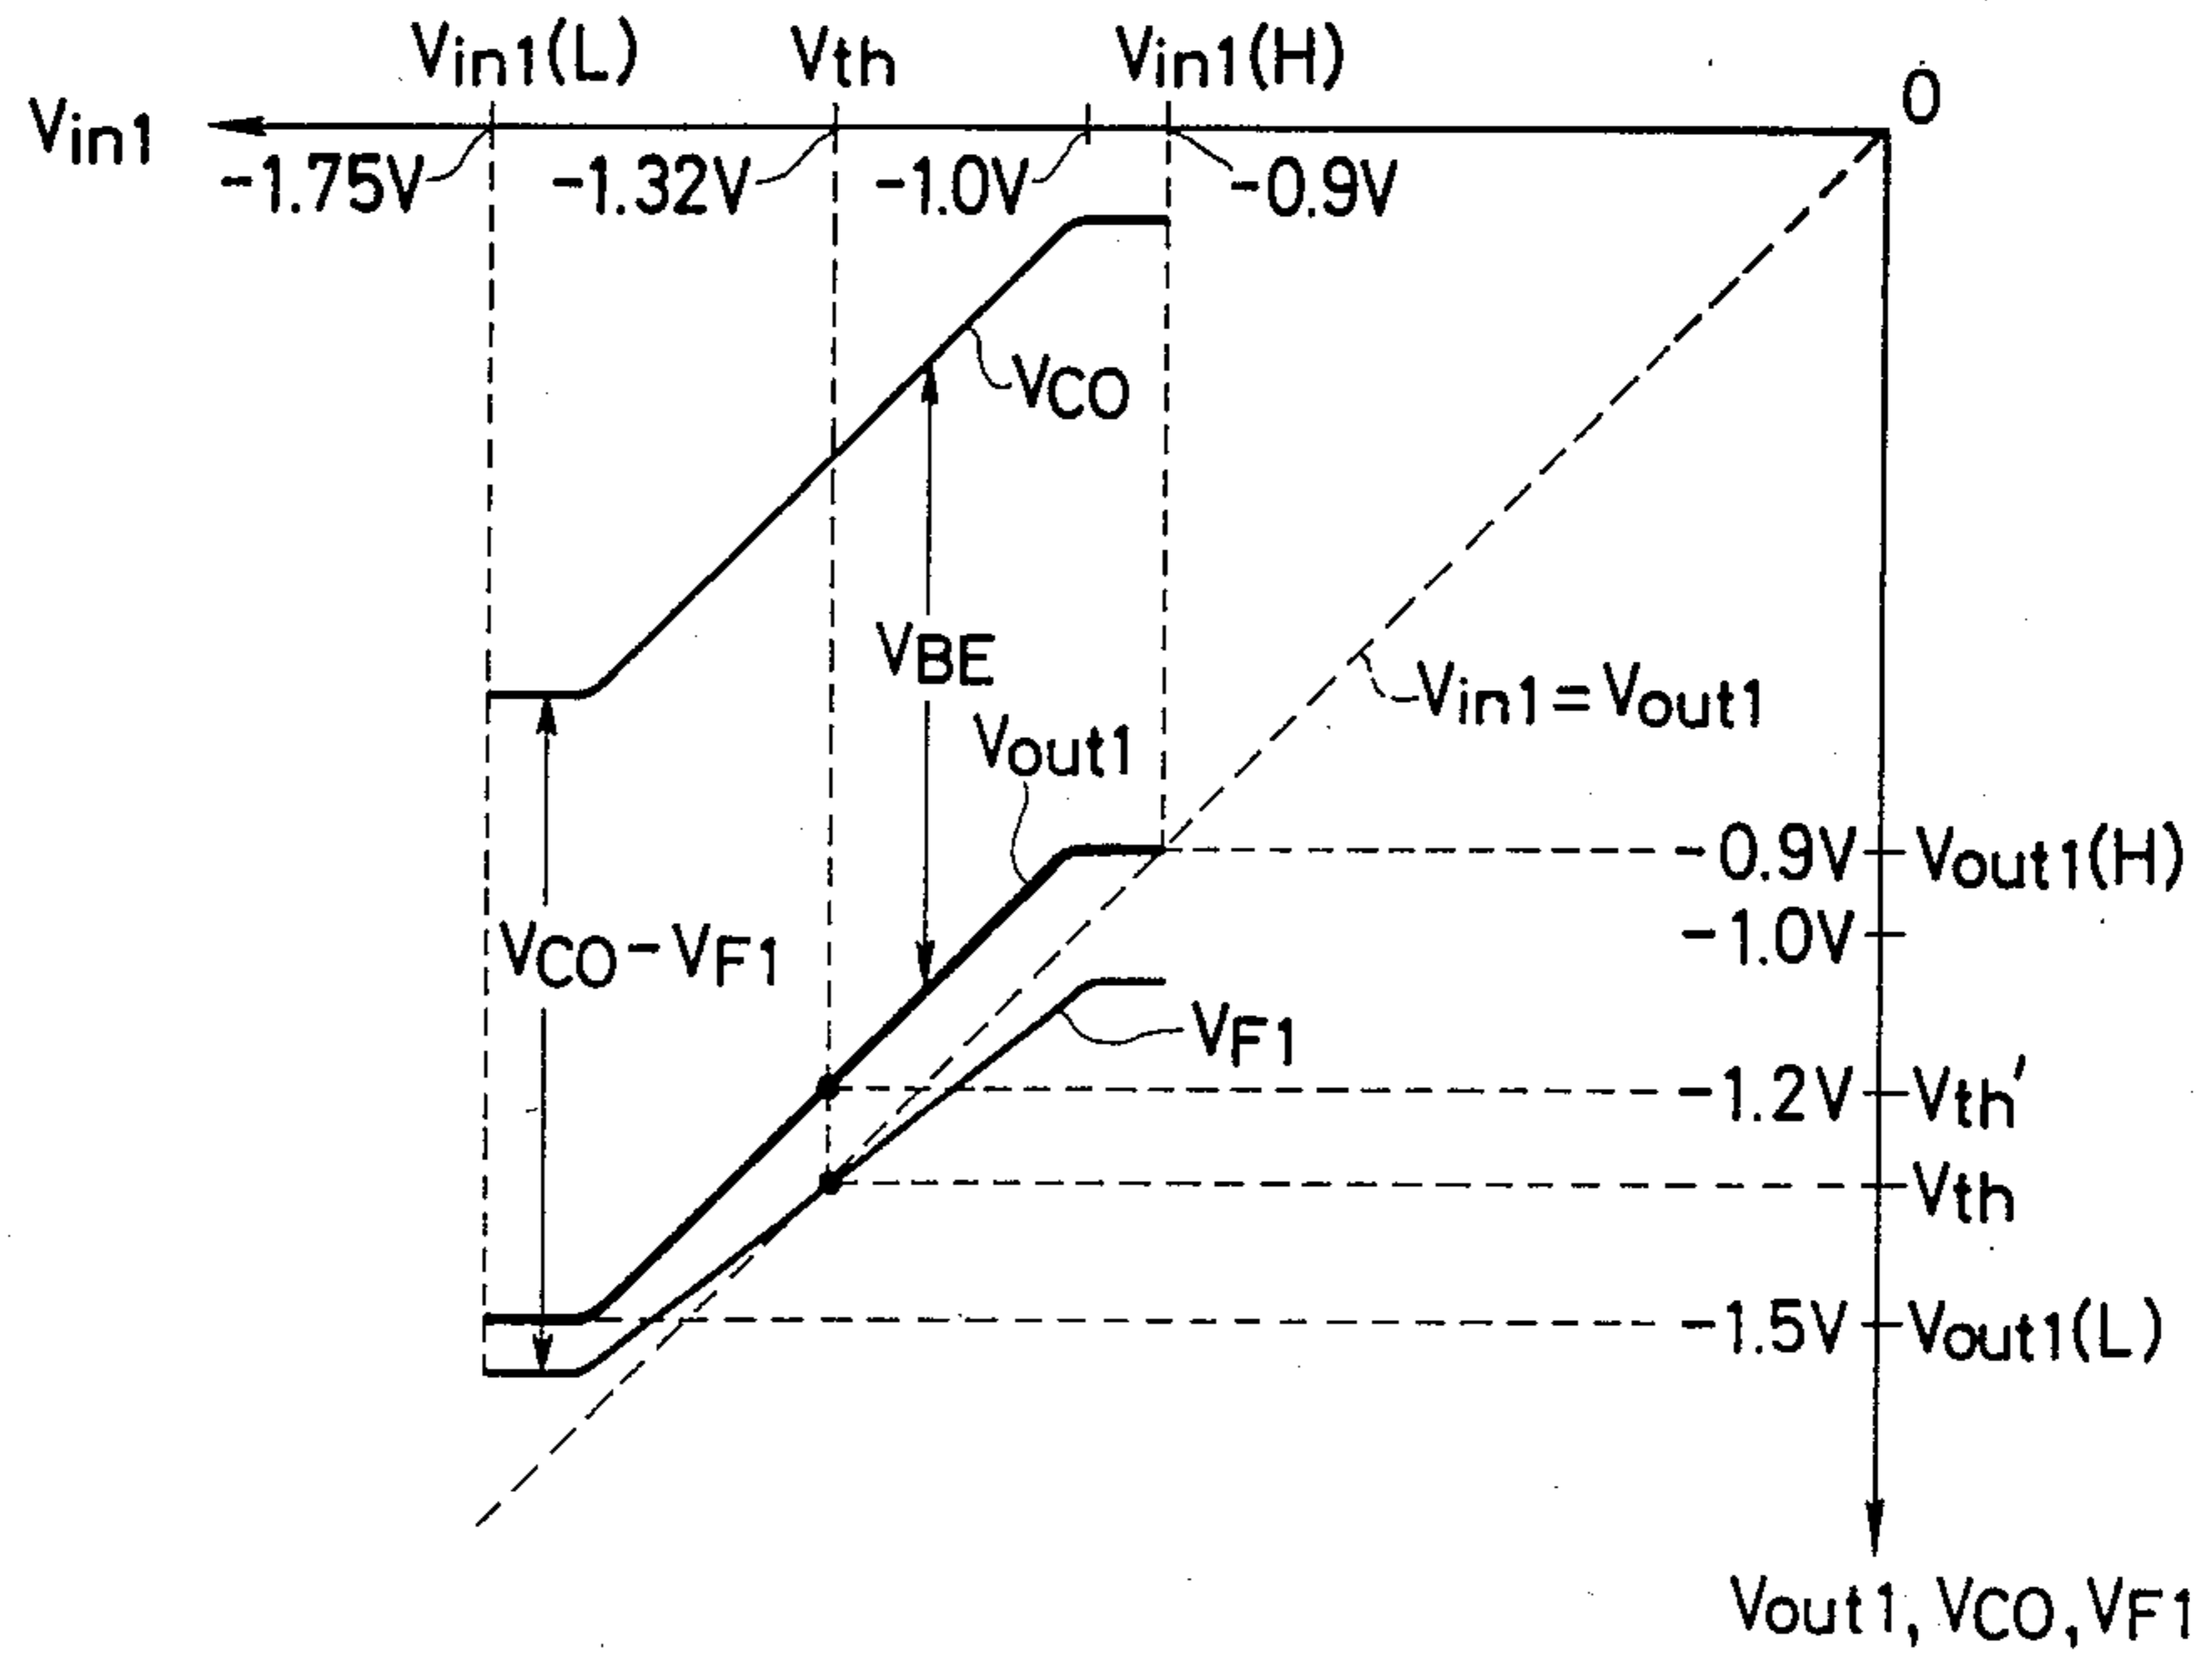 Vin1(L) Vth Vin1(H)
0
Vin1
-1.75V -1.32V -1.0V -0.9V
VCO
VBE
Vin1=Vout1
Vout1
-0.9V Vout1(H)
-1.0V
VCO-VF1
VF1
-1.2V Vth'
Vth
-1.5V Vout1(L)
Vout1, VCO, VF1